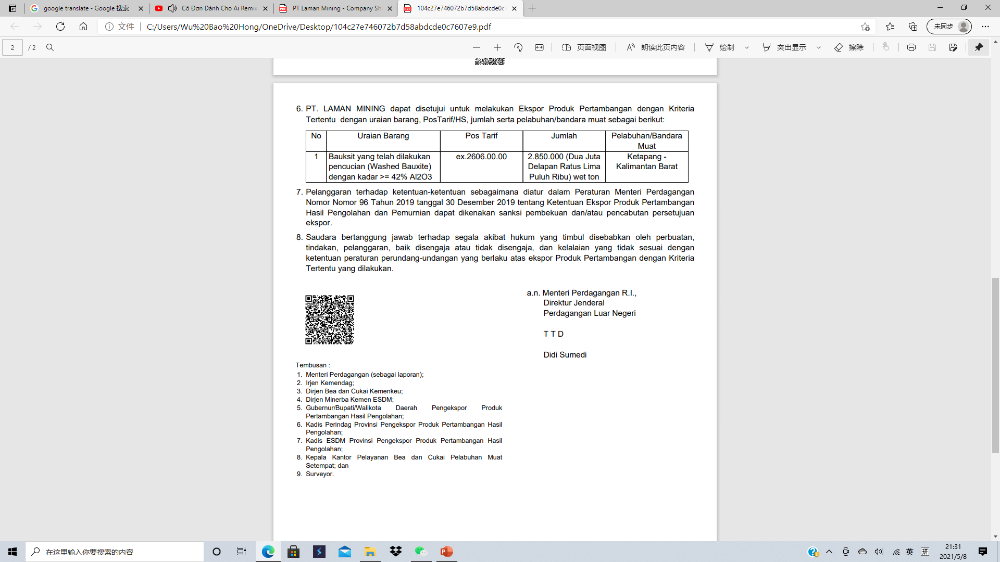 google translate - Google 搜索
Cô Đơn Dành Cho Ai Remix
PT Laman Mining - Company Sh
104c27e746072b7d58abdcde0c7
文件
C:/Users/Wu%20Bao%20Hong/OneDrive/Desktop/104c27e746072b7d58abdcde0c7607e9.pdf
未同步
2 / 2
页面视图
朗读此页内容
绘制
突出显示
擦除
6. PT. LAMAN MINING dapat disetujui untuk melakukan Ekspor Produk Pertambangan dengan Kriteria
Tertentu dengan uraian barang, PosTarif/HS, jumlah serta pelabuhan/bandara muat sebagai berikut:
No Uraian Barang Pos Tarif Jumlah Pelabuhan/Bandara
Muat
1 Bauksit yang telah dilakukan ex.2606.00.00 2.850.000 (Dua Juta Ketapang -
pencucian (Washed Bauxite) Delapan Ratus Lima Kalimantan Barat
dengan kadar >= 42% Al2O3 Puluh Ribu) wet ton
7. Pelanggaran terhadap ketentuan-ketentuan sebagaimana diatur dalam Peraturan Menteri Perdagangan
Nomor Nomor 96 Tahun 2019 tanggal 30 Desember 2019 tentang Ketentuan Ekspor Produk Pertambangan
Hasil Pengolahan dan Pemurnian dapat dikenakan sanksi pembekuan dan/atau pencabutan persetujuan
ekspor.
8. Saudara bertanggung jawab terhadap segala akibat hukum yang timbul disebabkan oleh perbuatan,
tindakan, pelanggaran, baik disengaja atau tidak disengaja, dan kelalaian yang tidak sesuai dengan
ketentuan peraturan perundang-undangan yang berlaku atas ekspor Produk Pertambangan dengan Kriteria
Tertentu yang dilakukan.
a.n. Menteri Perdagangan R.I.,
Direktur Jenderal
Perdagangan Luar Negeri
T T D
Didi Sumedi
Tembusan :
1. Menteri Perdagangan (sebagai laporan);
2. Irjen Kemendag;
3. Dirjen Bea dan Cukai Kemenkeu;
4. Dirjen Minerba Kemen ESDM;
5. Gubernur/Bupati/Walikota Daerah Pengekspor Produk
Pertambangan Hasil Pengolahan;
6. Kadis Perindag Provinsi Pengekspor Produk Pertambangan Hasil
Pengolahan;
7. Kadis ESDM Provinsi Pengekspor Produk Pertambangan Hasil
Pengolahan;
8. Kepala Kantor Pelayanan Bea dan Cukai Pelabuhan Muat
Setempat; dan
9. Surveyor.
在这里输入你要搜索的内容
英
拼
21:31
2021/5/8